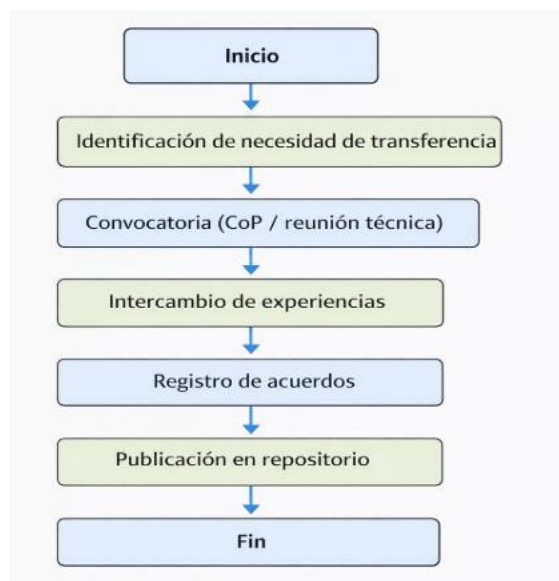 Inicio
Identificación de necesidad de transferencia
Convocatoria (CoP / reunión técnica)
Intercambio de experiencias
Registro de acuerdos
Publicación en repositorio
Fin